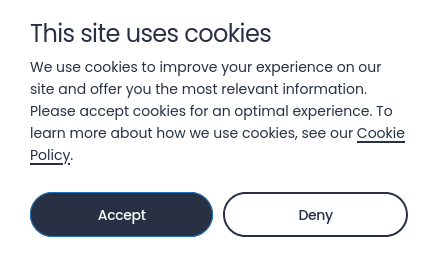 This site uses cookies
We use cookies to improve your experience on our
site and offer you the most relevant information.
Please accept cookies for an optimal experience. To
learn more about how we use cookies, see our Cookie
Policy.
Accept
Deny